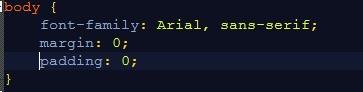 body {
    font-family: Arial, sans-serif;
    margin: 0;
    padding: 0;
}